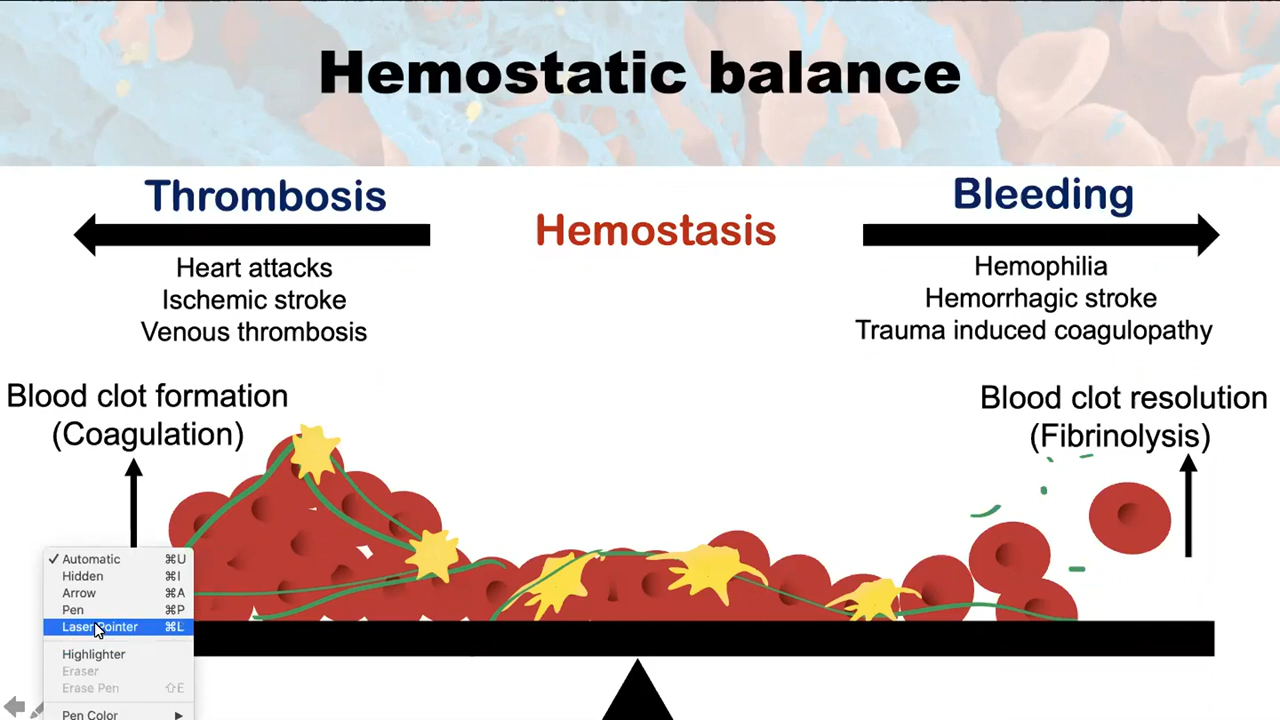 Hemostatic balance
Thrombosis
Hemostasis
Bleeding
Heart attacks
Ischemic stroke
Venous thrombosis
Hemophilia
Hemorrhagic stroke
Trauma induced coagulopathy
Blood clot formation
(Coagulation)
Blood clot resolution
(Fibrinolysis)
✓ Automatic ⌘U
Hidden ⌘I
Arrow ⌘A
Pen ⌘P
Laser Pointer ⌘L
Highlighter
Eraser
Erase Pen ⇧E
Pen Color